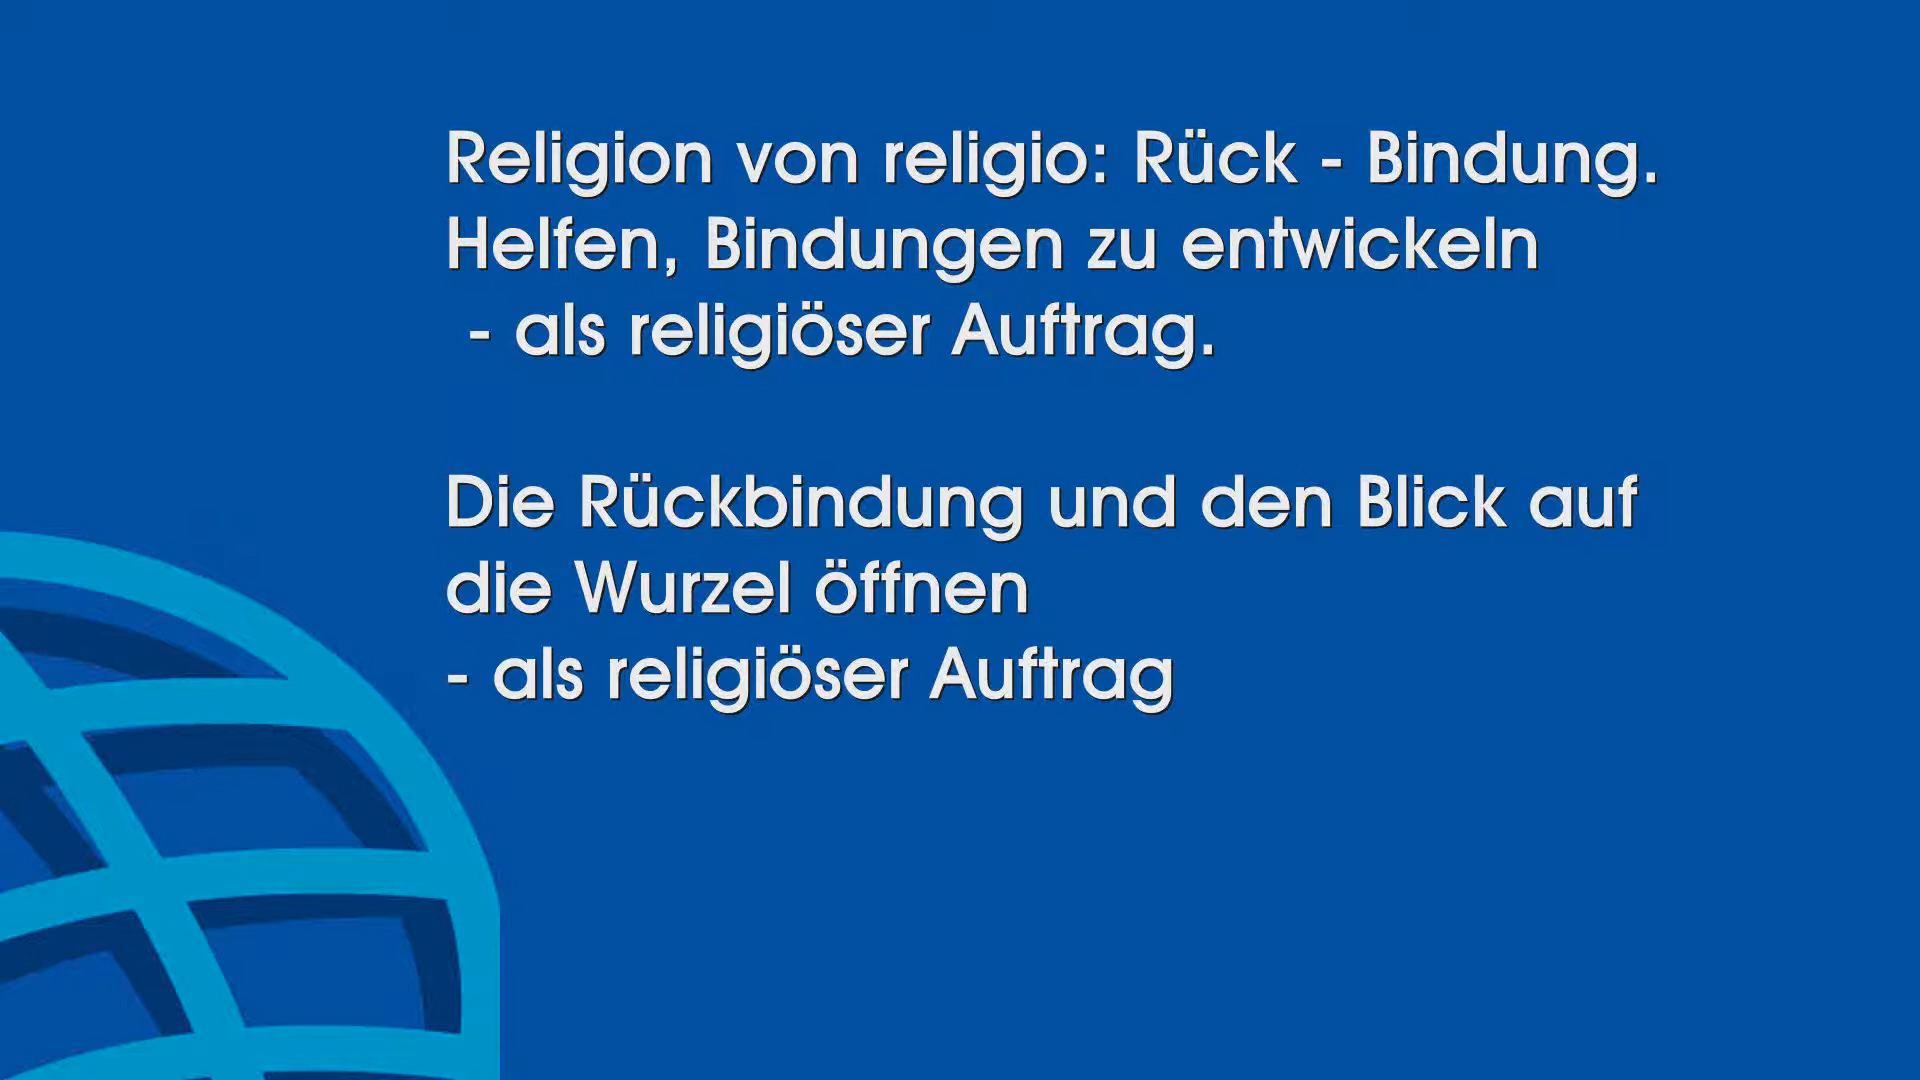 Religion von religio: Rück - Bindung.
Helfen, Bindungen zu entwickeln
- als religiöser Auftrag.
Die Rückbindung und den Blick auf
die Wurzel öffnen
- als religiöser Auftrag